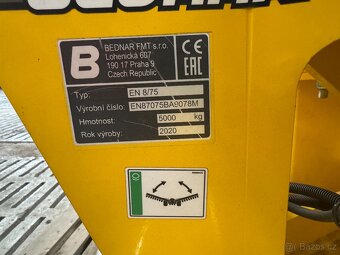 B
BEDNAR FMT s.r.o.
Lohenická 607
190 17 Praha 9
Czech Republic
CE
EAC
Typ: EN 8/75
Výrobní číslo: EN87075BA9078M
Hmotnost: 5000 kg
Rok výroby: 2020
© Bazos.cz